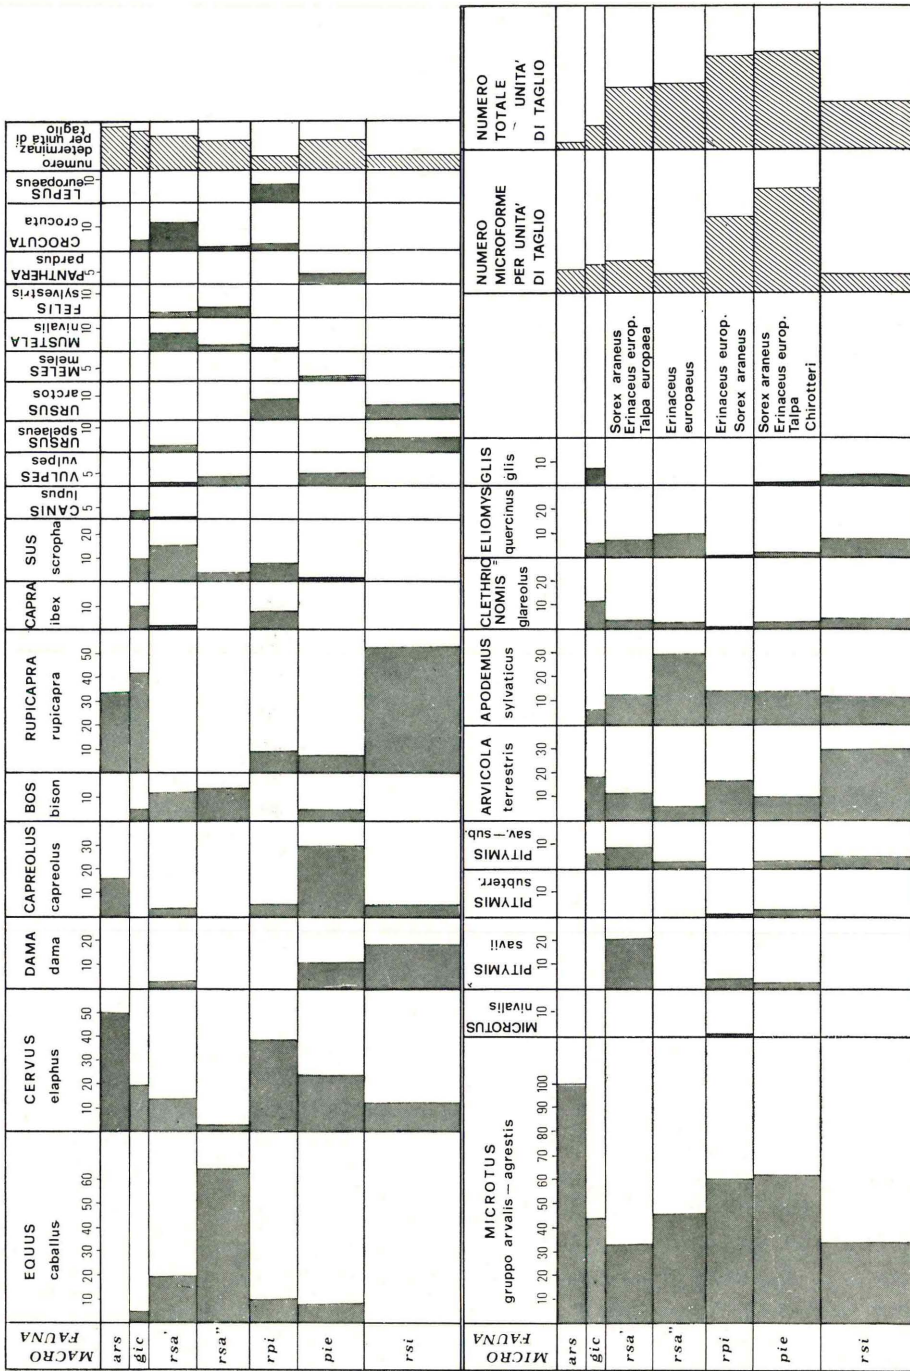 MACRO
FAUNA
EQUUS
caballus
10 20 30 40 50 60
CERVUS
elaphus
10 20 30 40 50
DAMA
dama
10 20
CAPREOLUS
capreolus
10 20 30
BOS
bison
10
RUPICAPRA
rupicapra
10 20 30 40 50
CAPRA
ibex
10
SUS
scropha
10 20
CANIS
lupus
5
VULPES
vulpes
5
URSUS
spelaeus
10
URSUS
arctos
10
MELES
meles
5
MUSTELA
nivalis
10
FELIS
sylvestris
10
PANTHERA
pardus
5
CROCUTA
crocuta
10
LEPUS
europaeus
10
numero
determinaz.
per unità di
taglio
ars
gic
rsa'
rsa"
rpi
pie
rsi
MICRO
FAUNA
MICROTUS
gruppo arvalis – agrestis
10 20 30 40 50 60 70 80 90 100
MICROTUS
nivalis
10
PITYMIS
savii
10 20
PITYMIS
subterr.
10
PITYMIS
sav.–sub.
10
ARVICOLA
terrestris
10 20 30
APODEMUS
sylvaticus
10 20 30
CLETHRIO=
NOMIS
glareolus
10 20
ELIOMYS
quercinus
10 20
GLIS
glis
10
NUMERO
MICROFORME
PER UNITA'
DI TAGLIO
NUMERO
TOTALE
UNITA'
DI TAGLIO
ars
gic
rsa'
Sorex araneus
Erinaceus europ.
Talpa europaea
rsa"
Erinaceus
europaeus
rpi
Erinaceus europ.
Sorex araneus
pie
Sorex araneus
Erinaceus europ.
Talpa
Chirotteri
rsi